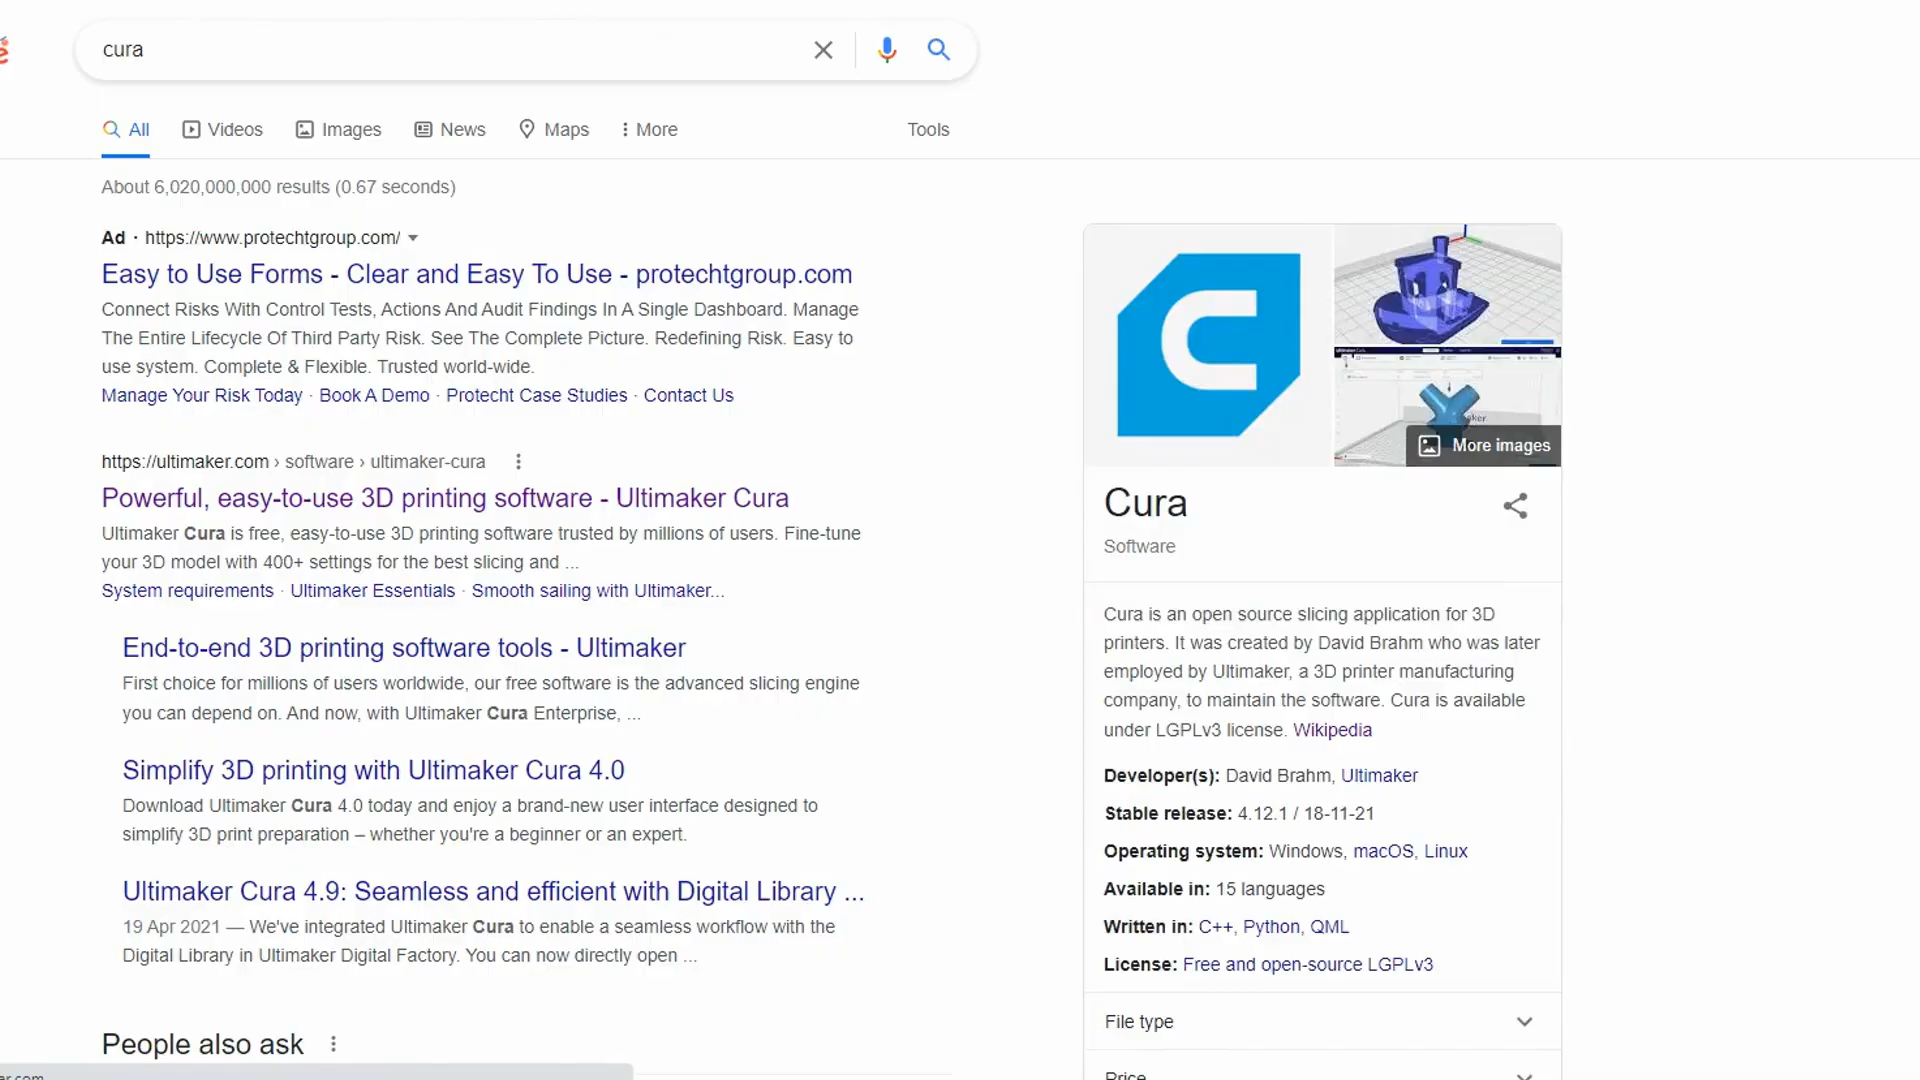 cura
All
Videos
Images
News
Maps
More
Tools
About 6,020,000,000 results (0.67 seconds)
Ad · https://www.protechtgroup.com/
Easy to Use Forms - Clear and Easy To Use - protechtgroup.com
Connect Risks With Control Tests, Actions And Audit Findings In A Single Dashboard. Manage
The Entire Lifecycle Of Third Party Risk. See The Complete Picture. Redefining Risk. Easy to
use system. Complete & Flexible. Trusted world-wide.
Manage Your Risk Today · Book A Demo · Protecht Case Studies · Contact Us
https://ultimaker.com › software › ultimaker-cura
Powerful, easy-to-use 3D printing software - Ultimaker Cura
Ultimaker Cura is free, easy-to-use 3D printing software trusted by millions of users. Fine-tune
your 3D model with 400+ settings for the best slicing and ...
System requirements · Ultimaker Essentials · Smooth sailing with Ultimaker...
End-to-end 3D printing software tools - Ultimaker
First choice for millions of users worldwide, our free software is the advanced slicing engine
you can depend on. And now, with Ultimaker Cura Enterprise, ...
Simplify 3D printing with Ultimaker Cura 4.0
Download Ultimaker Cura 4.0 today and enjoy a brand-new user interface designed to
simplify 3D print preparation – whether you're a beginner or an expert.
Ultimaker Cura 4.9: Seamless and efficient with Digital Library ...
19 Apr 2021 — We've integrated Ultimaker Cura to enable a seamless workflow with the
Digital Library in Ultimaker Digital Factory. You can now directly open ...
People also ask
More images
Cura
Software
Cura is an open source slicing application for 3D
printers. It was created by David Brahm who was later
employed by Ultimaker, a 3D printer manufacturing
company, to maintain the software. Cura is available
under LGPLv3 license. Wikipedia
Developer(s): David Brahm, Ultimaker
Stable release: 4.12.1 / 18-11-21
Operating system: Windows, macOS, Linux
Available in: 15 languages
Written in: C++, Python, QML
License: Free and open-source LGPLv3
File type
Price